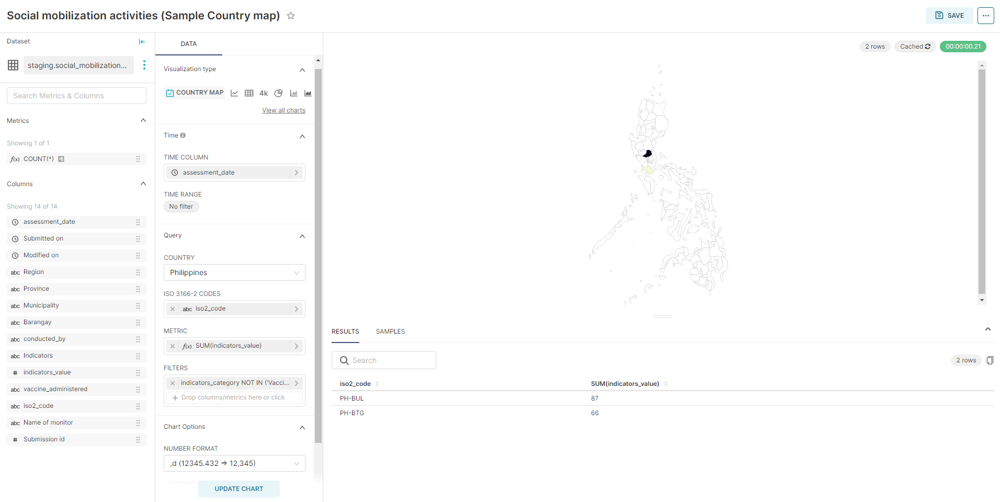 Social mobilization activities (Sample Country map)
SAVE
Dataset
staging.social_mobilization...
Search Metrics & Columns
Metrics
Showing 1 of 1
f(x) COUNT(*)
Columns
Showing 14 of 14
assessment_date
Submitted on
Modified on
abc Region
abc Province
abc Municipality
abc Barangay
abc conducted_by
abc Indicators
# indicators_value
abc vaccine_administered
abc iso2_code
abc Name of monitor
# Submission id
DATA
Visualization type
COUNTRY MAP
4k
View all charts
Time
TIME COLUMN
assessment_date
TIME RANGE
No filter
Query
COUNTRY
Philippines
ISO 3166-2 CODES
abc iso2_code
METRIC
f(x) SUM(indicators_value)
FILTERS
indicators_category NOT IN ('Vacci...
Drop columns/metrics here or click
Chart Options
NUMBER FORMAT
,d (12345.432 => 12,345)
UPDATE CHART
2 rows
Cached
00:00:00.21
RESULTS
SAMPLES
Search
2 rows
iso2_code SUM(indicators_value)
PH-BUL 87
PH-BTG 66